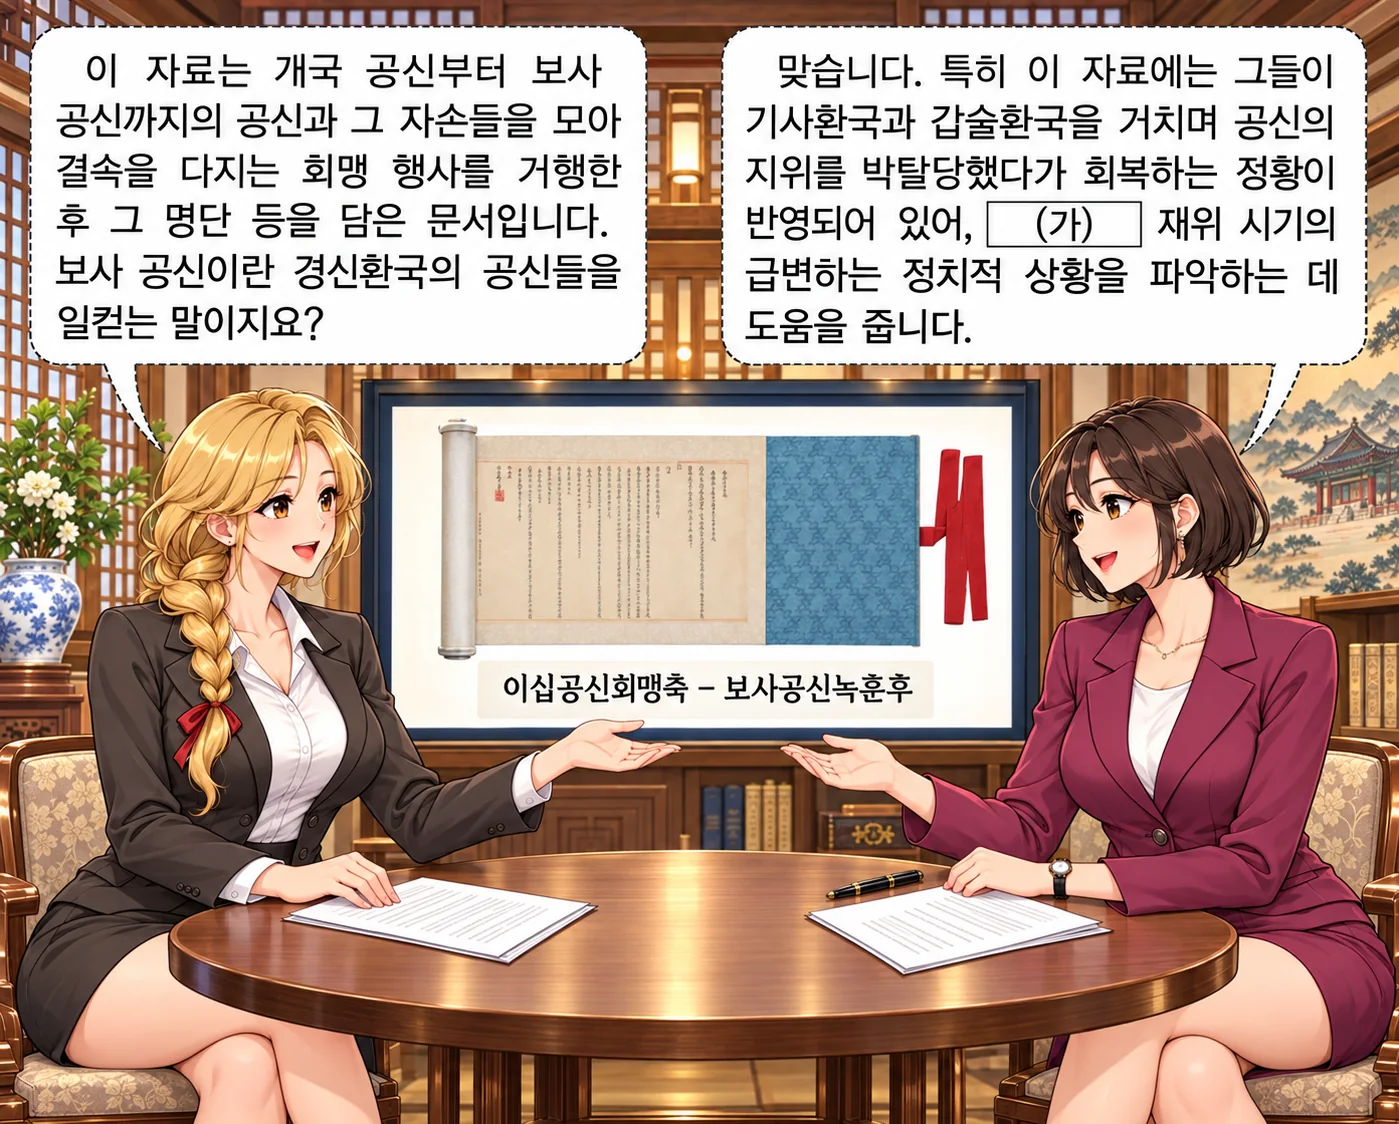 이 자료는 개국 공신부터 보사
공신까지의 공신과 그 자손들을 모아
결속을 다지는 회맹 행사를 거행한
후 그 명단 등을 담은 문서입니다.
보사 공신이란 경신환국의 공신들을
일컫는 말이지요?
맞습니다. 특히 이 자료에는 그들이
기사환국과 갑술환국을 거치며 공신의
지위를 박탈당했다가 회복하는 정황이
반영되어 있어, (가) 재위 시기의
급변하는 정치적 상황을 파악하는 데
도움을 줍니다.
이십공신회맹축 – 보사공신녹훈후